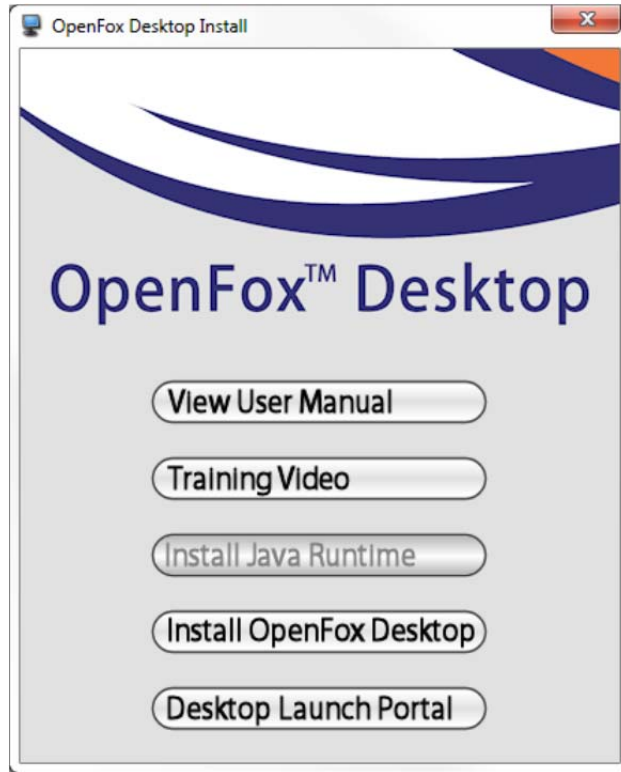 OpenFox Desktop Install
OpenFox™ Desktop
View User Manual
Training Video
Install Java Runtime
Install OpenFox Desktop
Desktop Launch Portal